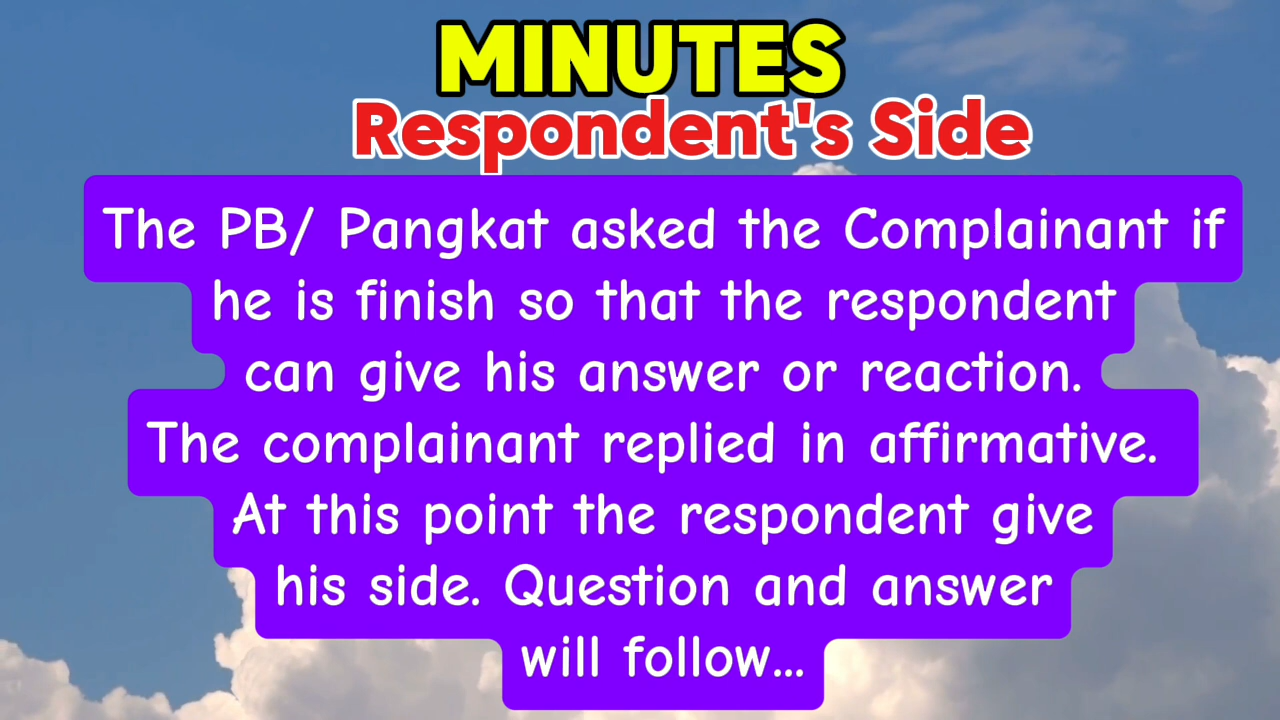 MINUTES
Respondent's Side
The PB/ Pangkat asked the Complainant if
he is finish so that the respondent
can give his answer or reaction.
The complainant replied in affirmative.
At this point the respondent give
his side. Question and answer
will follow...